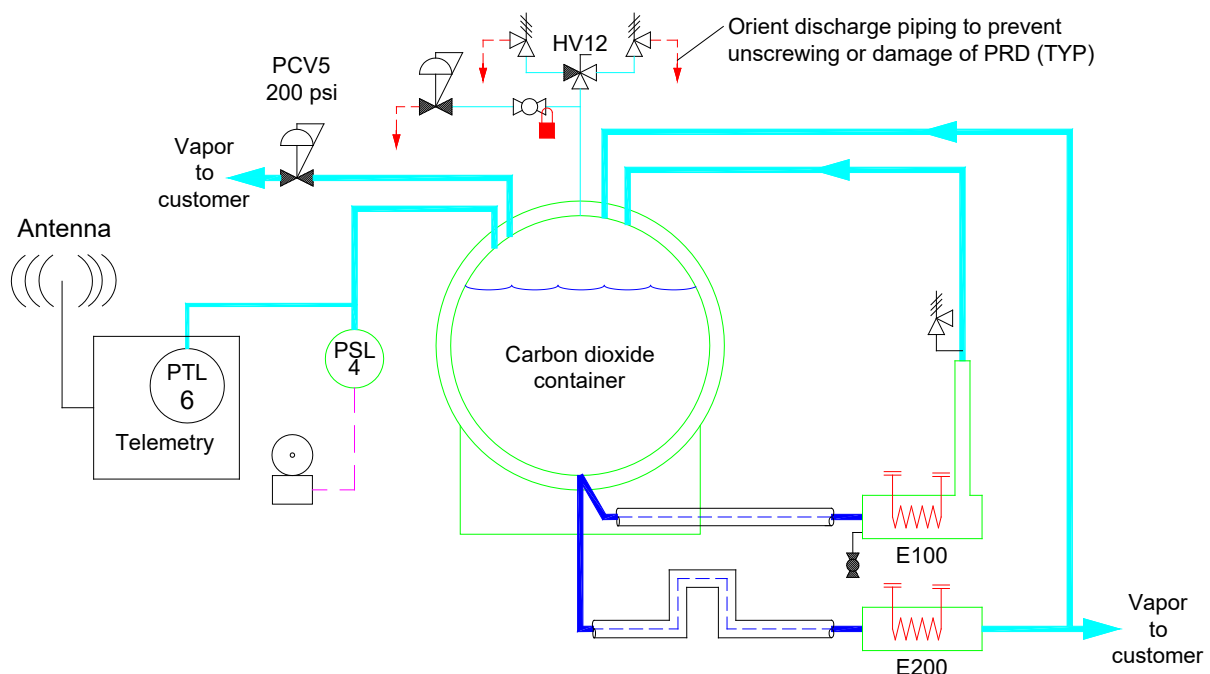 Orient discharge piping to prevent
unscrewing or damage of PRD (TYP)
HV12
PCV5
200 psi
Vapor
to
customer
Antenna
PSL
4
PTL
6
Telemetry
Carbon dioxide
container
E100
E200
Vapor
to
customer